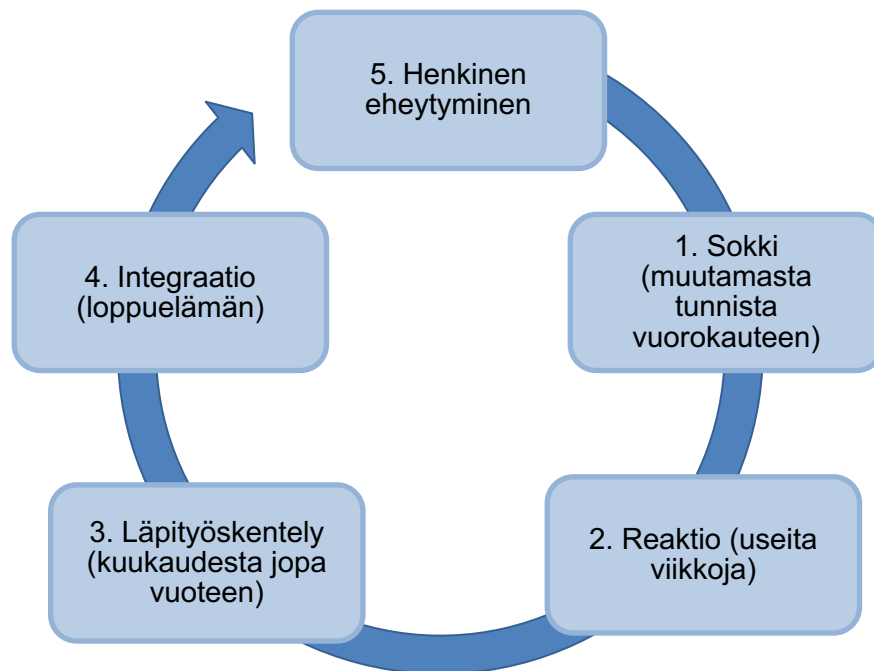 5. Henkinen
eheytyminen
1. Sokki
(muutamasta
tunnista
vuorokauteen)
2. Reaktio (useita
viikkoja)
3. Läpityöskentely
(kuukaudesta jopa
vuoteen)
4. Integraatio
(loppuelämän)